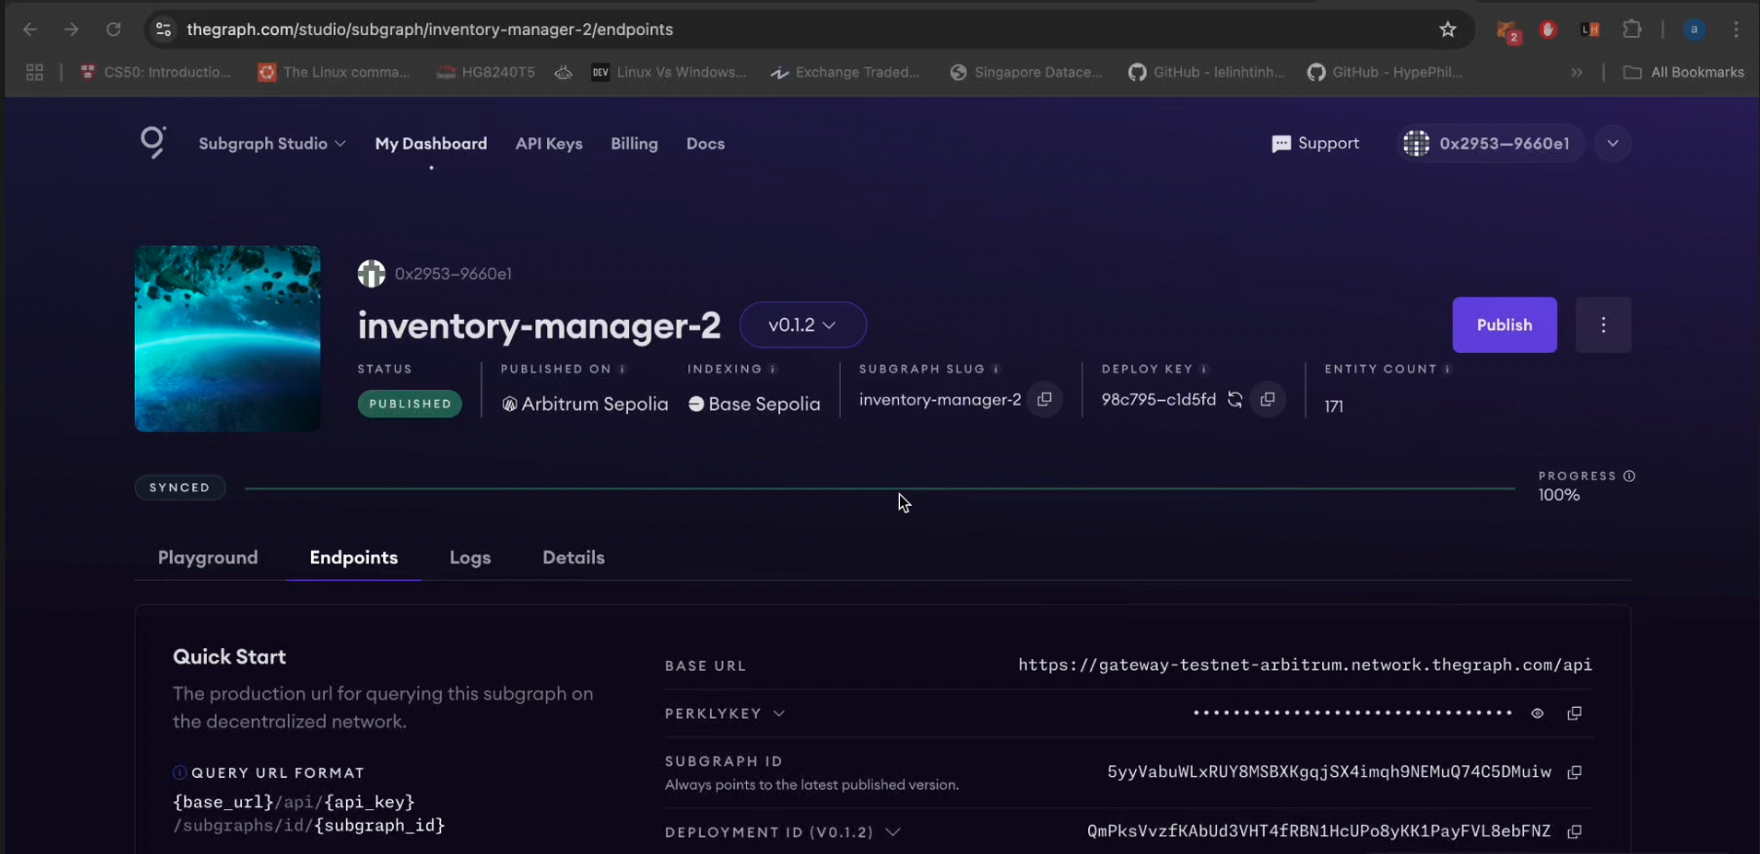 thegraph.com/studio/subgraph/inventory-manager-2/endpoints
2
a
CS50: Introductio...
The Linux comma...
HG8240T5
DEV Linux Vs Windows...
Exchange Traded...
Singapore Datace...
GitHub - lelinhtinh...
GitHub - HypePhil...
»
All Bookmarks
Subgraph Studio
My Dashboard
API Keys
Billing
Docs
Support
0x2953—9660e1
0x2953—9660e1
inventory-manager-2
v0.1.2
Publish
STATUS
PUBLISHED ON
INDEXING
SUBGRAPH SLUG
DEPLOY KEY
ENTITY COUNT
PUBLISHED
Arbitrum Sepolia
Base Sepolia
inventory-manager-2
98c795—c1d5fd
171
SYNCED
PROGRESS
100%
Playground
Endpoints
Logs
Details
Quick Start
The production url for querying this subgraph on
the decentralized network.
QUERY URL FORMAT
{base_url}/api/{api_key}
/subgraphs/id/{subgraph_id}
BASE URL
https://gateway-testnet-arbitrum.network.thegraph.com/api
PERKLYKEY
••••••••••••••••••••••••••••••••
SUBGRAPH ID
Always points to the latest published version.
5yyVabuWLxRUY8MSBXKgqjSX4imqh9NEMuQ74C5DMuiw
DEPLOYMENT ID (V0.1.2)
QmPksVvzfKAbUd3VHT4fRBN1HcUPo8yKK1PayFVL8ebFNZ